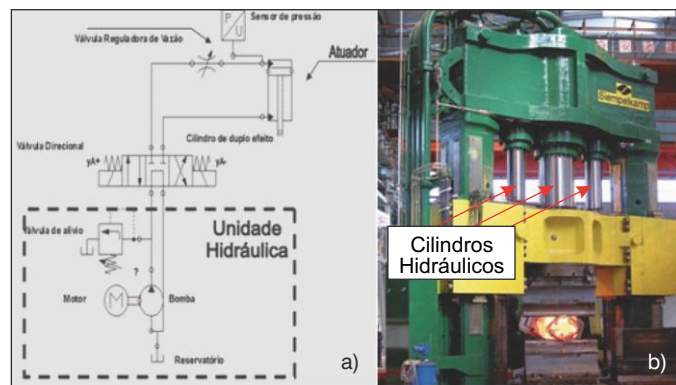 Sensor de pressão
P
U
Válvula Reguladora de Vazão
Atuador
Cilindro de duplo efeito
Válvula Direcional
yA+
yA-
Unidade
Hidráulica
Válvula de alívio
?
Motor
M
Bomba
Reservatório
a)
Siempelkamp
Cilindros
Hidráulicos
b)